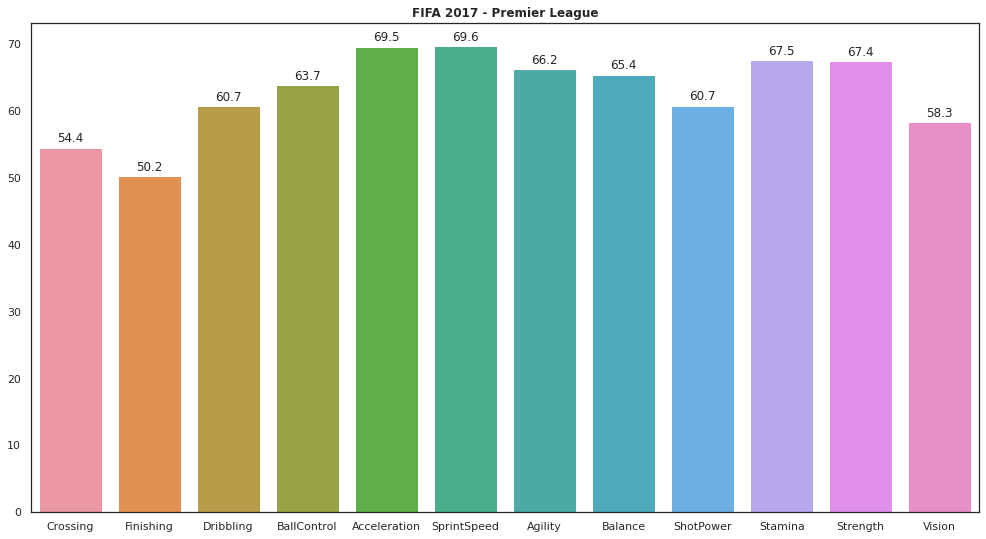 FIFA 2017 - Premier League
70
60
50
40
30
20
10
0
54.4
50.2
60.7
63.7
69.5
69.6
66.2
65.4
60.7
67.5
67.4
58.3
Crossing
Finishing
Dribbling
BallControl
Acceleration
SprintSpeed
Agility
Balance
ShotPower
Stamina
Strength
Vision